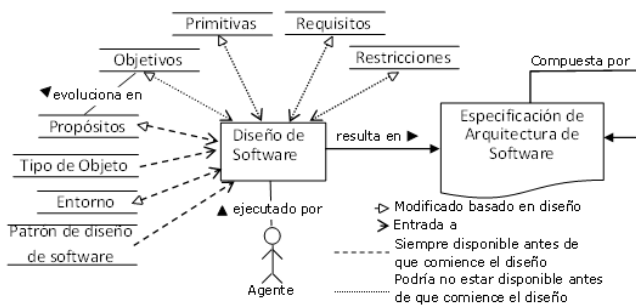 Primitivas
Requisitos
Objetivos
Restricciones
Compuesta por
◀ evoluciona en
Propósitos
Diseño de
Software
resulta en ▶
Especificación de
Arquitectura de
Software
Tipo de Objeto
Entorno
▲ ejecutado por
Patrón de diseño
de software
Agente
Modificado basado en diseño
Entrada a
Siempre disponible antes de
que comience el diseño
Podría no estar disponible antes
de que comience el diseño